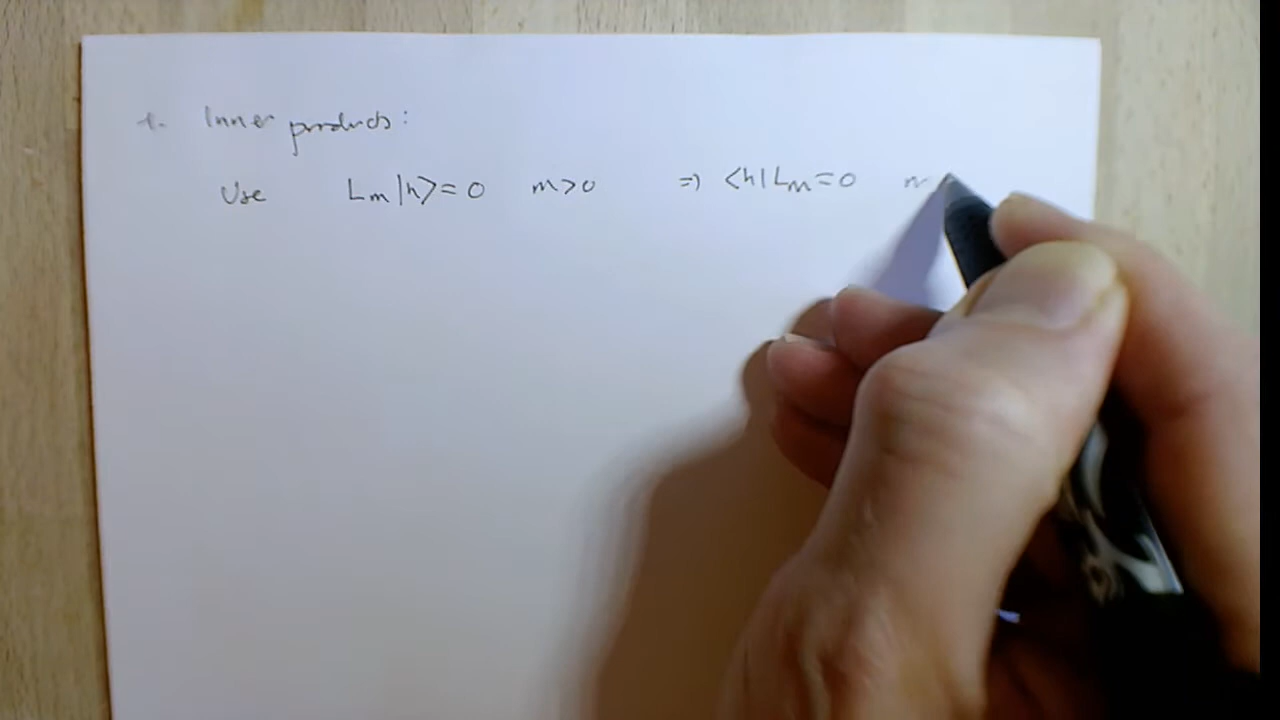 1. Inner products:
Use Lₘ|h⟩=0 m>0 ⇒ ⟨h|Lₘ=0 m